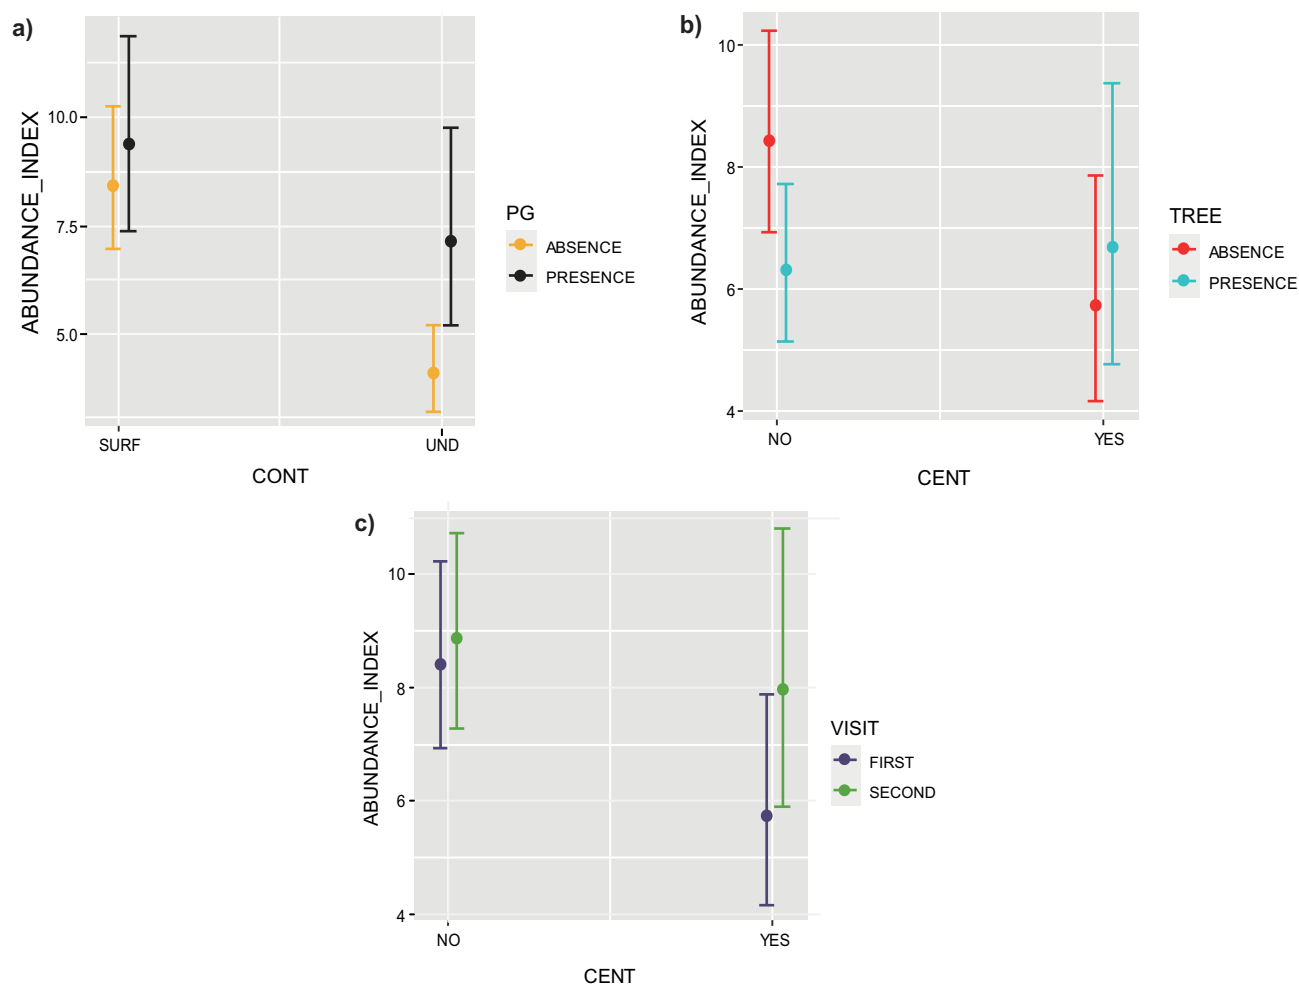 a)
ABUNDANCE_INDEX
10.0
7.5
5.0
SURF
UND
CONT
PG
ABSENCE
PRESENCE
b)
ABUNDANCE_INDEX
10
8
6
4
NO
YES
CENT
TREE
ABSENCE
PRESENCE
c)
ABUNDANCE_INDEX
10
8
6
4
NO
YES
CENT
VISIT
FIRST
SECOND